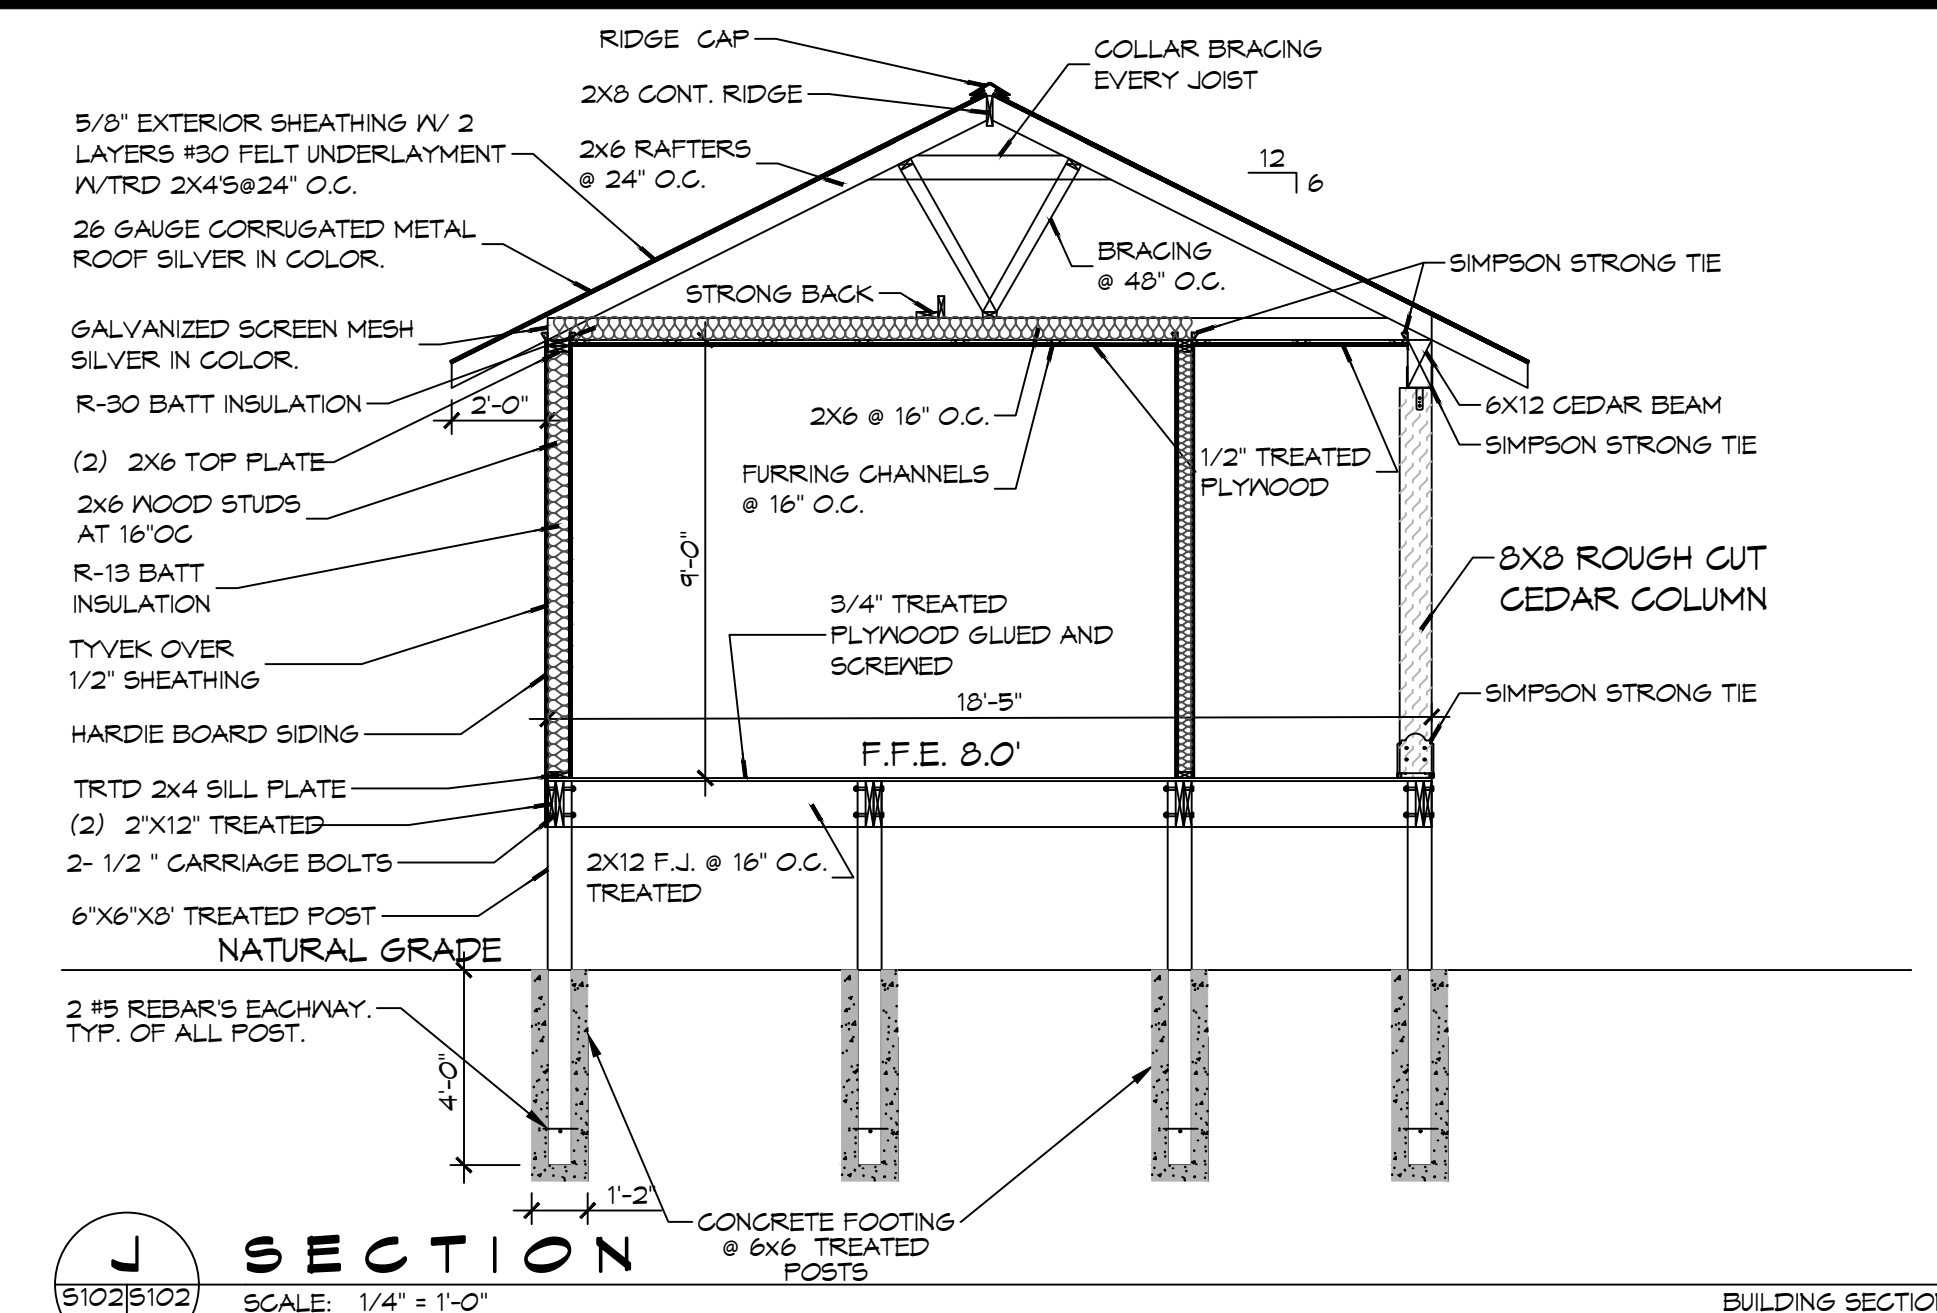 RIDGE CAP
COLLAR BRACING
EVERY JOIST
2X8 CONT. RIDGE
5/8" EXTERIOR SHEATHING W/ 2
LAYERS #30 FELT UNDERLAYMENT
W/TRD 2X4'S@24" O.C.
2x6 RAFTERS
@ 24" O.C.
12
6
26 GAUGE CORRUGATED METAL
ROOF SILVER IN COLOR.
BRACING
@ 48" O.C.
SIMPSON STRONG TIE
STRONG BACK
GALVANIZED SCREEN MESH
SILVER IN COLOR.
R-30 BATT INSULATION
2'-0"
2X6 @ 16" O.C.
6X12 CEDAR BEAM
SIMPSON STRONG TIE
(2) 2X6 TOP PLATE
FURRING CHANNELS
@ 16" O.C.
1/2" TREATED
PLYWOOD
2x6 WOOD STUDS
AT 16"OC
9'-0"
8X8 ROUGH CUT
CEDAR COLUMN
R-13 BATT
INSULATION
3/4" TREATED
PLYWOOD GLUED AND
SCREWED
TYVEK OVER
1/2" SHEATHING
18'-5"
SIMPSON STRONG TIE
HARDIE BOARD SIDING
F.F.E. 8.0'
TRTD 2x4 SILL PLATE
(2) 2"X12" TREATED
2- 1/2 " CARRIAGE BOLTS
2X12 F.J. @ 16" O.C.
TREATED
6"X6"X8' TREATED POST
NATURAL GRADE
2 #5 REBAR'S EACHWAY.
TYP. OF ALL POST.
4'-0"
1'-2"
CONCRETE FOOTING
@ 6x6 TREATED
POSTS
J
SECTION
S102 S102
SCALE: 1/4" = 1'-0"
BUILDING SECTION